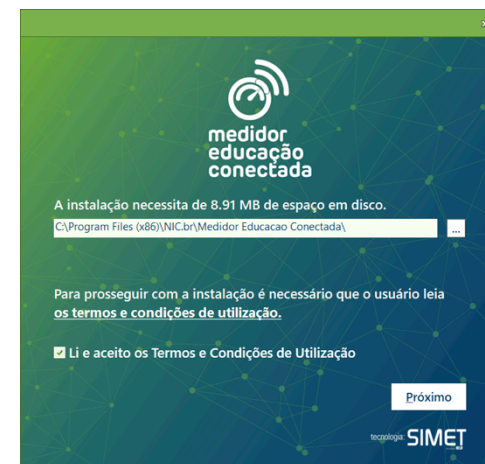 medidor
educação
conectada
A instalação necessita de 8.91 MB de espaço em disco.
C:\Program Files (x86)\NIC.br\Medidor Educacao Conectada\
...
Para prosseguir com a instalação é necessário que o usuário leia
os termos e condições de utilização.
Li e aceito os Termos e Condições de Utilização
Próximo
tecnologia: SIMET